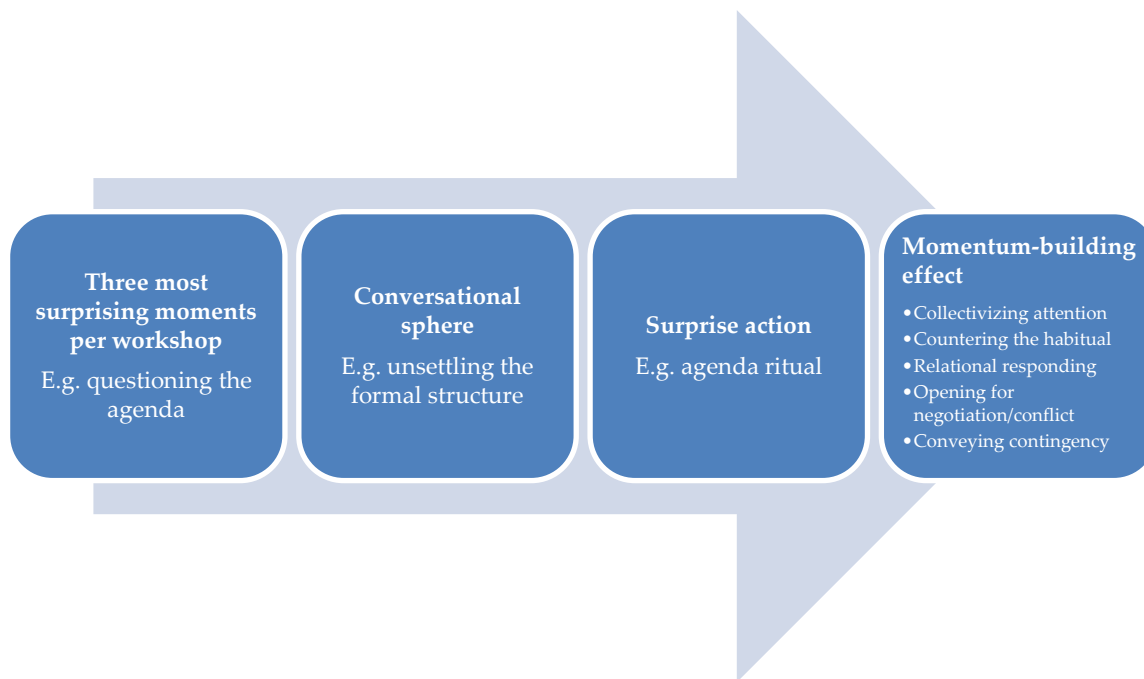 Three most
surprising moments
per workshop
E.g. questioning the
agenda
Conversational
sphere
E.g. unsettling the
formal structure
Surprise action
E.g. agenda ritual
Momentum-building
effect
•Collectivizing attention
•Countering the habitual
•Relational responding
•Opening for
negotiation/conflict
•Conveying contingency